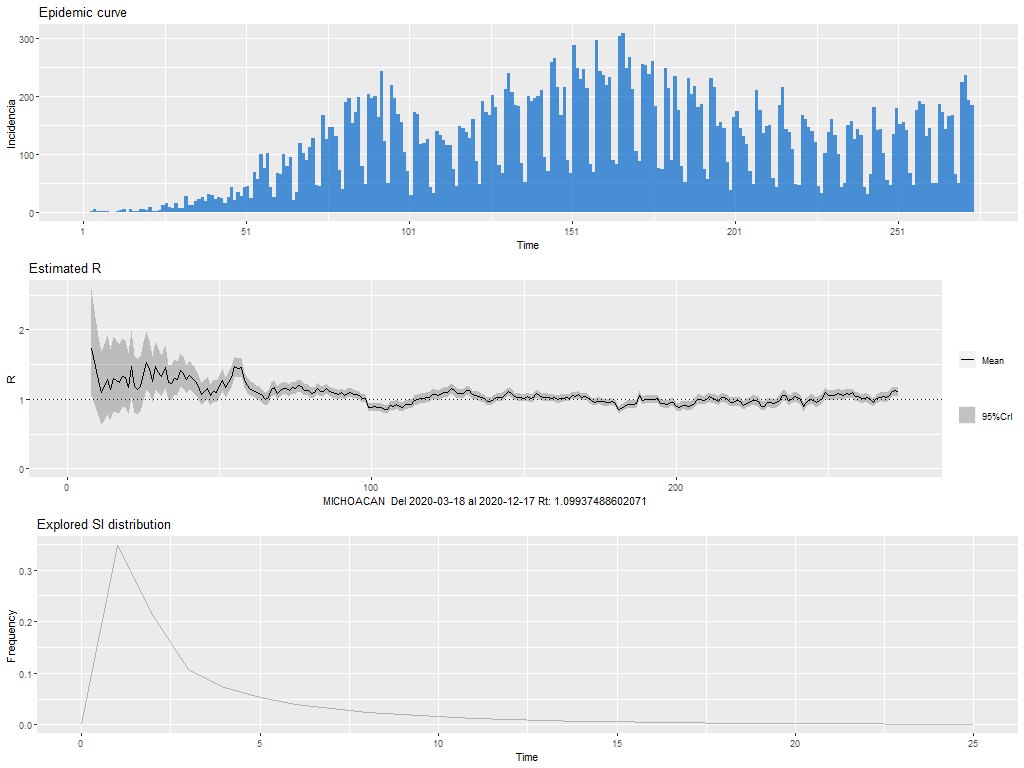 Epidemic curve
Incidencia
300
200
100
0
1 51 101 151 201 251
Time
Estimated R
R
2
1
0
0 100 200
Mean
95%CrI
MICHOACAN Del 2020-03-18 al 2020-12-17 Rt: 1.09937488602071
Explored SI distribution
Frequency
0.3
0.2
0.1
0.0
0 5 10 15 20 25
Time